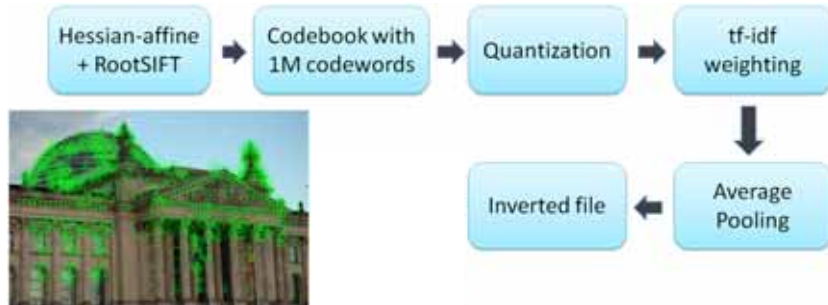 Hessian-affine
+ RootSIFT
Codebook with
1M codewords
Quantization
tf-idf
weighting
Average
Pooling
Inverted file